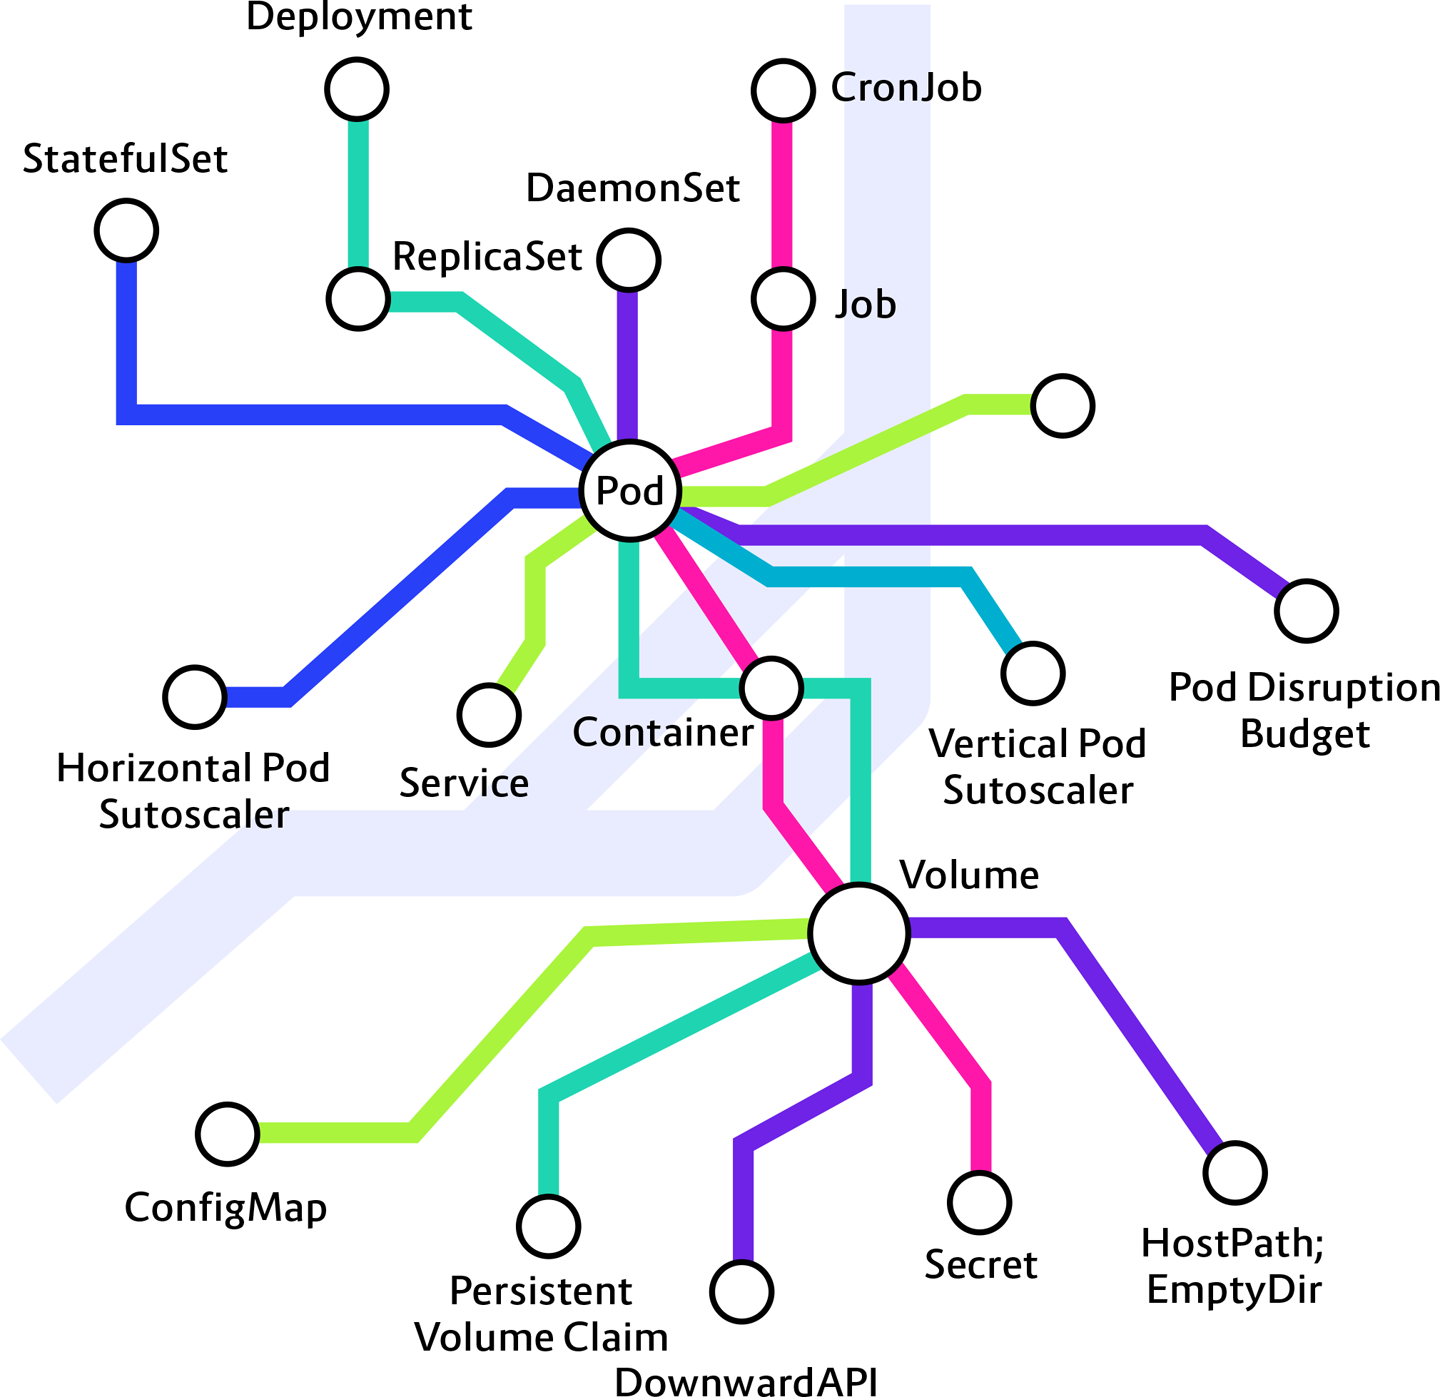 Deployment
CronJob
StatefulSet
DaemonSet
ReplicaSet
Job
Pod
Pod Disruption
Budget
Container
Vertical Pod
Sutoscaler
Horizontal Pod
Sutoscaler
Service
Volume
ConfigMap
Persistent
Volume Claim
DownwardAPI
Secret
HostPath;
EmptyDir